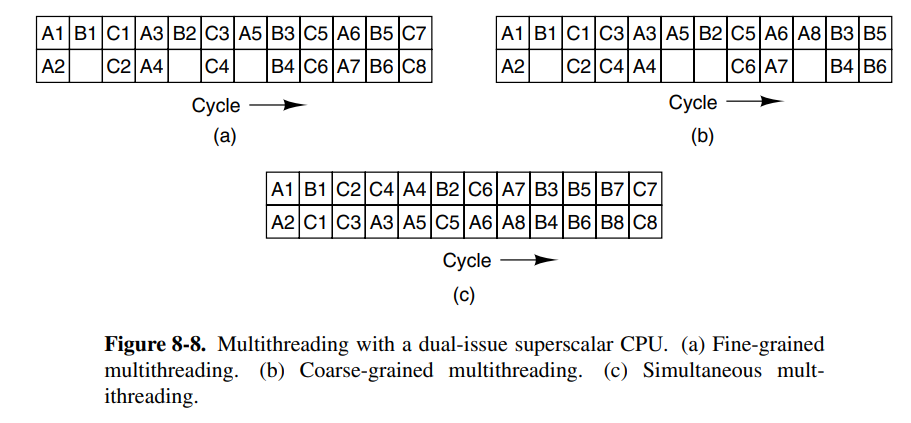 A1 B1 C1 A3 B2 C3 A5 B3 C5 A6 B5 C7
A2 C2 A4 C4 B4 C6 A7 B6 C8
Cycle
(a)
A1 B1 C1 C3 A3 A5 B2 C5 A6 A8 B3 B5
A2 C2 C4 A4 C6 A7 B4 B6
Cycle
(b)
A1 B1 C2 C4 A4 B2 C6 A7 B3 B5 B7 C7
A2 C1 C3 A3 A5 C5 A6 A8 B4 B6 B8 C8
Cycle
(c)
Figure 8-8. Multithreading with a dual-issue superscalar CPU. (a) Fine-grained
multithreading. (b) Coarse-grained multithreading. (c) Simultaneous mult-
ithreading.